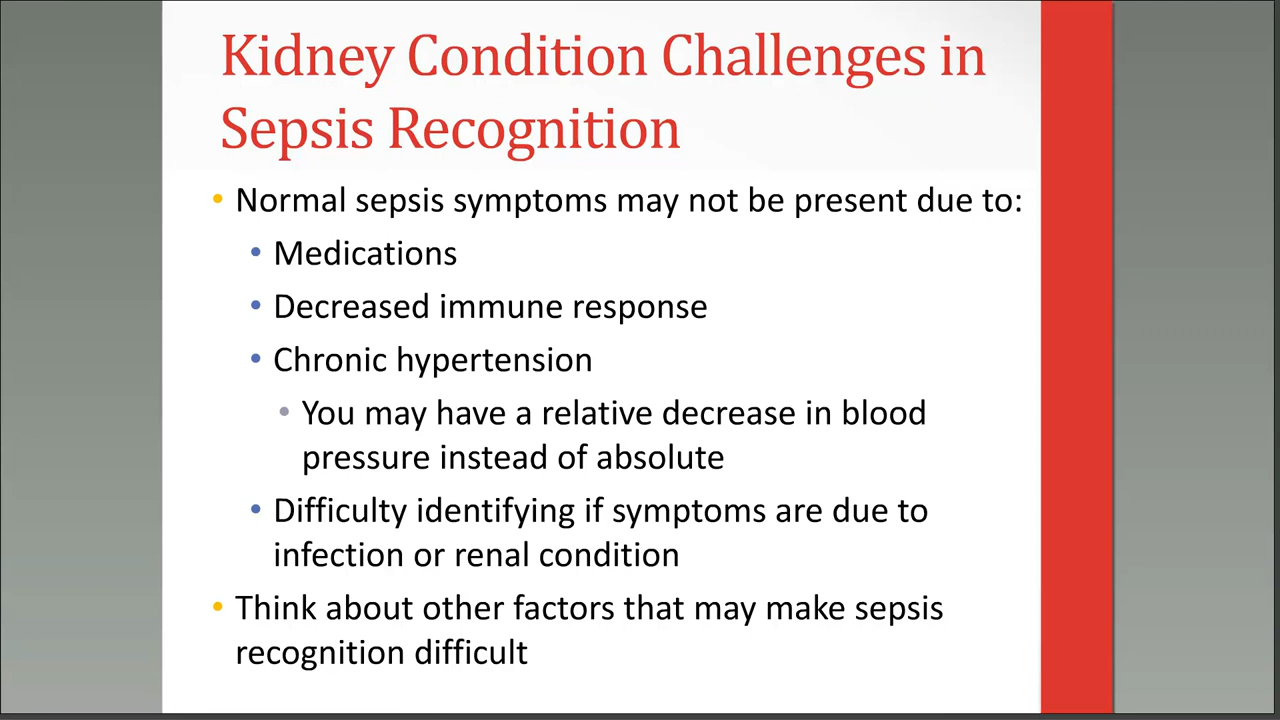 Kidney Condition Challenges in
Sepsis Recognition
• Normal sepsis symptoms may not be present due to:
• Medications
• Decreased immune response
• Chronic hypertension
• You may have a relative decrease in blood
pressure instead of absolute
• Difficulty identifying if symptoms are due to
infection or renal condition
• Think about other factors that may make sepsis
recognition difficult